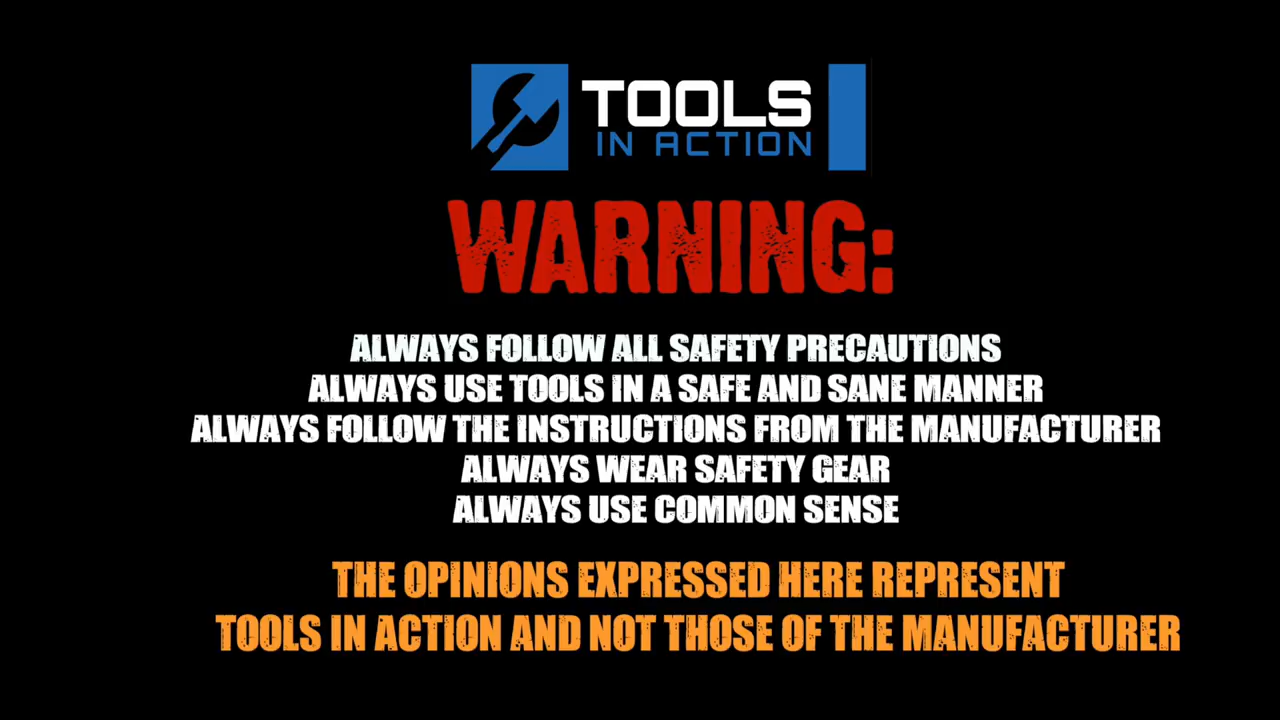 TOOLS
IN ACTION
WARNING:
ALWAYS FOLLOW ALL SAFETY PRECAUTIONS
ALWAYS USE TOOLS IN A SAFE AND SANE MANNER
ALWAYS FOLLOW THE INSTRUCTIONS FROM THE MANUFACTURER
ALWAYS WEAR SAFETY GEAR
ALWAYS USE COMMON SENSE
THE OPINIONS EXPRESSED HERE REPRESENT
TOOLS IN ACTION AND NOT THOSE OF THE MANUFACTURER